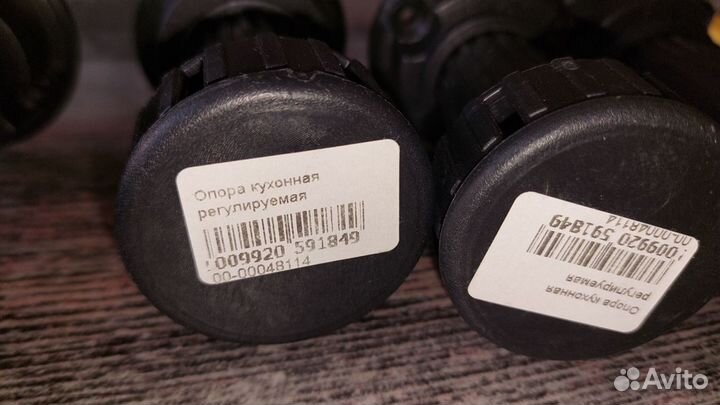 Опора кухонная
регулируемая
009920 591849
00-00048114
Опора кухонная
регулируемая
009920 591849
00-00048114
Avito